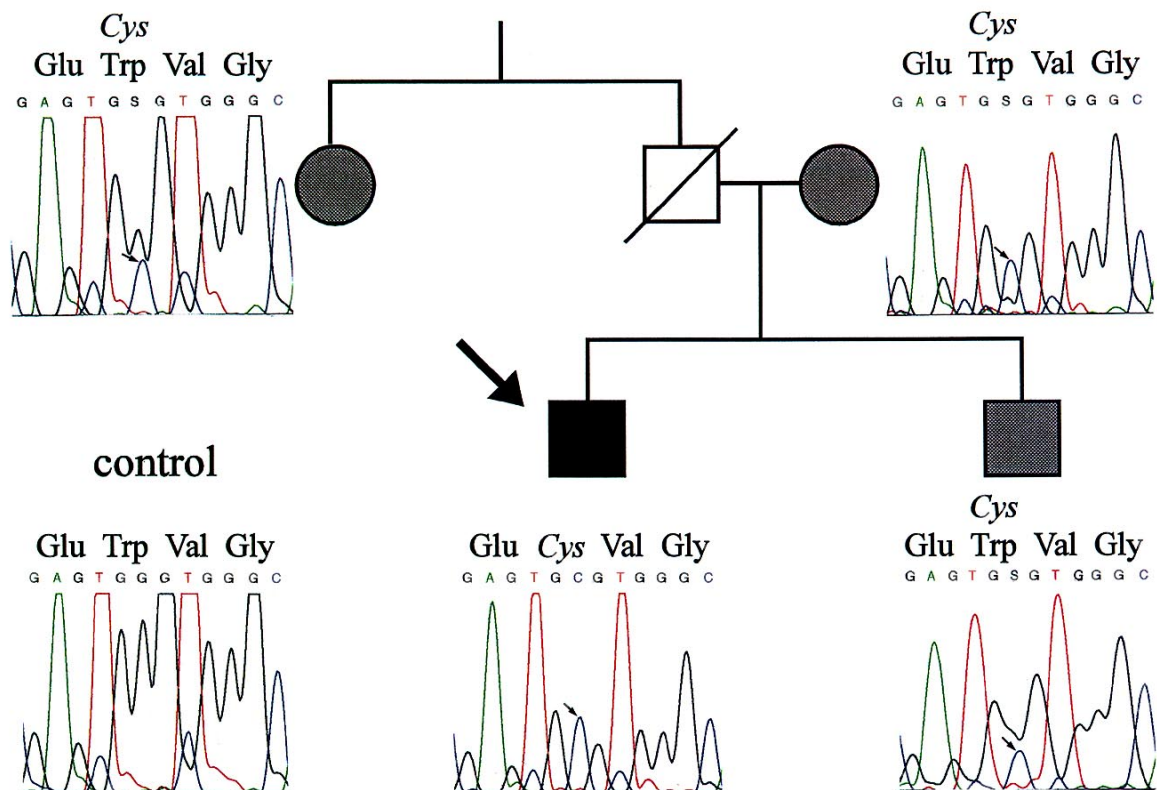 Cys
Glu Trp Val Gly
G A G T G S G T G G G C
Cys
Glu Trp Val Gly
G A G T G S G T G G G C
control
Glu Trp Val Gly
G A G T G G G T G G G C
Glu Cys Val Gly
G A G T G C G T G G G C
Cys
Glu Trp Val Gly
G A G T G S G T G G G C